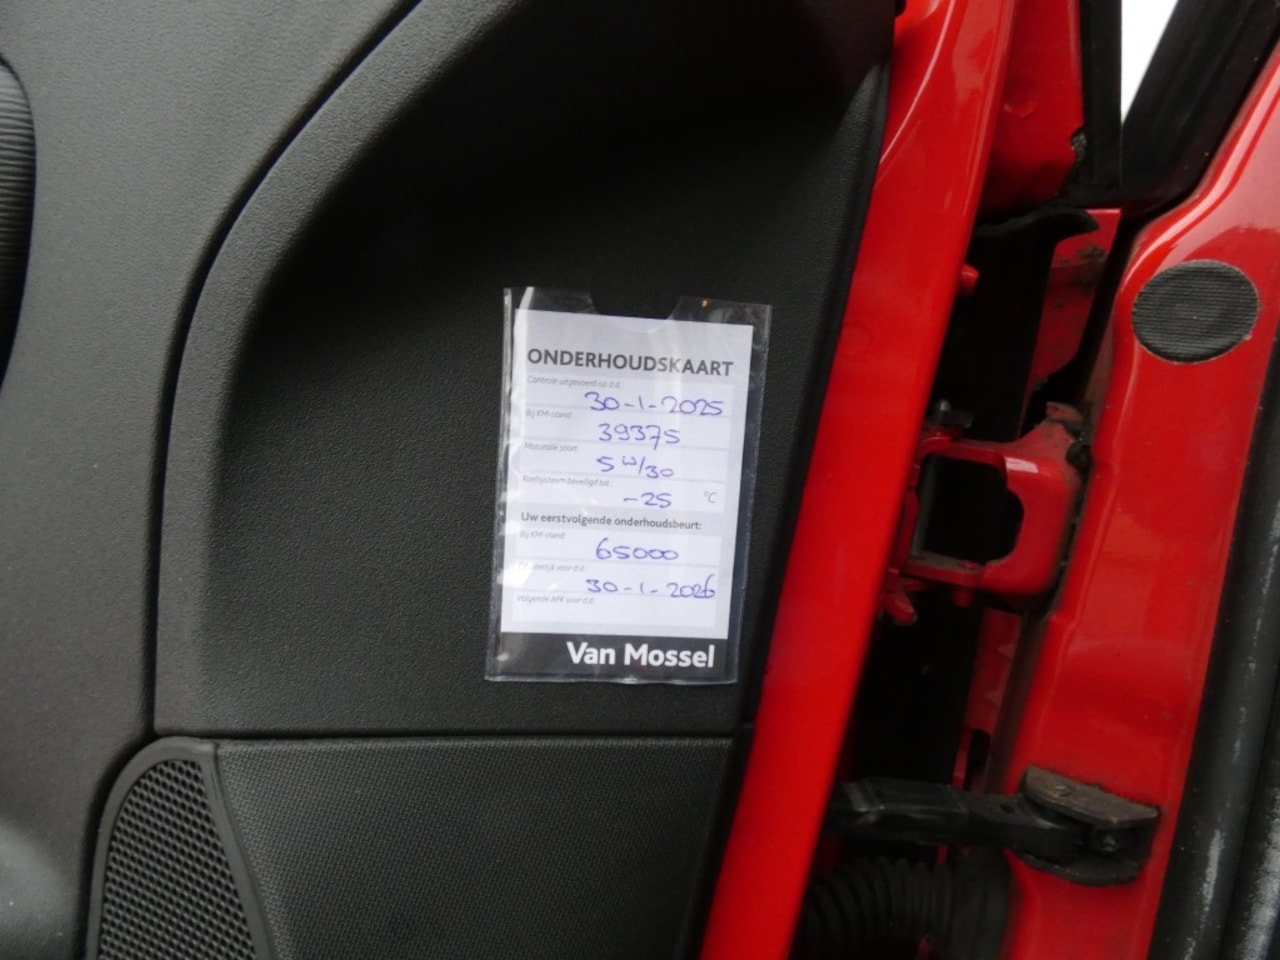 ONDERHOUDSKAART
Controle uitgevoerd op d.d.:
30-1-2025
Bij KM-stand:
39375
Motorolie soort:
5w/30
Koelsysteem beveiligd tot:
-25 °C
Uw eerstvolgende onderhoudsbeurt:
Bij KM-stand:
65000
voor d.d.:
30-1-2026
Volgende APK voor d.d.:
Van Mossel